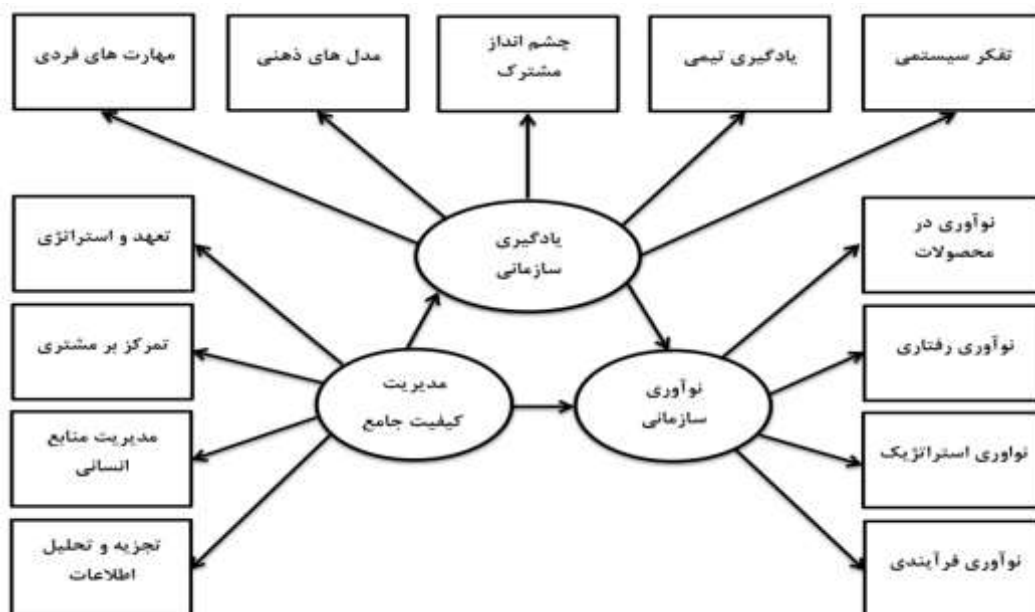 تفکر سیستمی
یادگیری تیمی
چشم انداز
مشترک
مدل های ذهنی
مهارت های فردی
یادگیری
سازمانی
نوآوری در
محصولات
تعهد و استراتژی
نوآوری رفتاری
تمرکز بر مشتری
نوآوری
سازمانی
مدیریت
کیفیت جامع
نواوری استراتژیک
مدیریت منابع
انسانی
نوآوری فرآیندی
تجزیه و تحلیل
اطلاعات